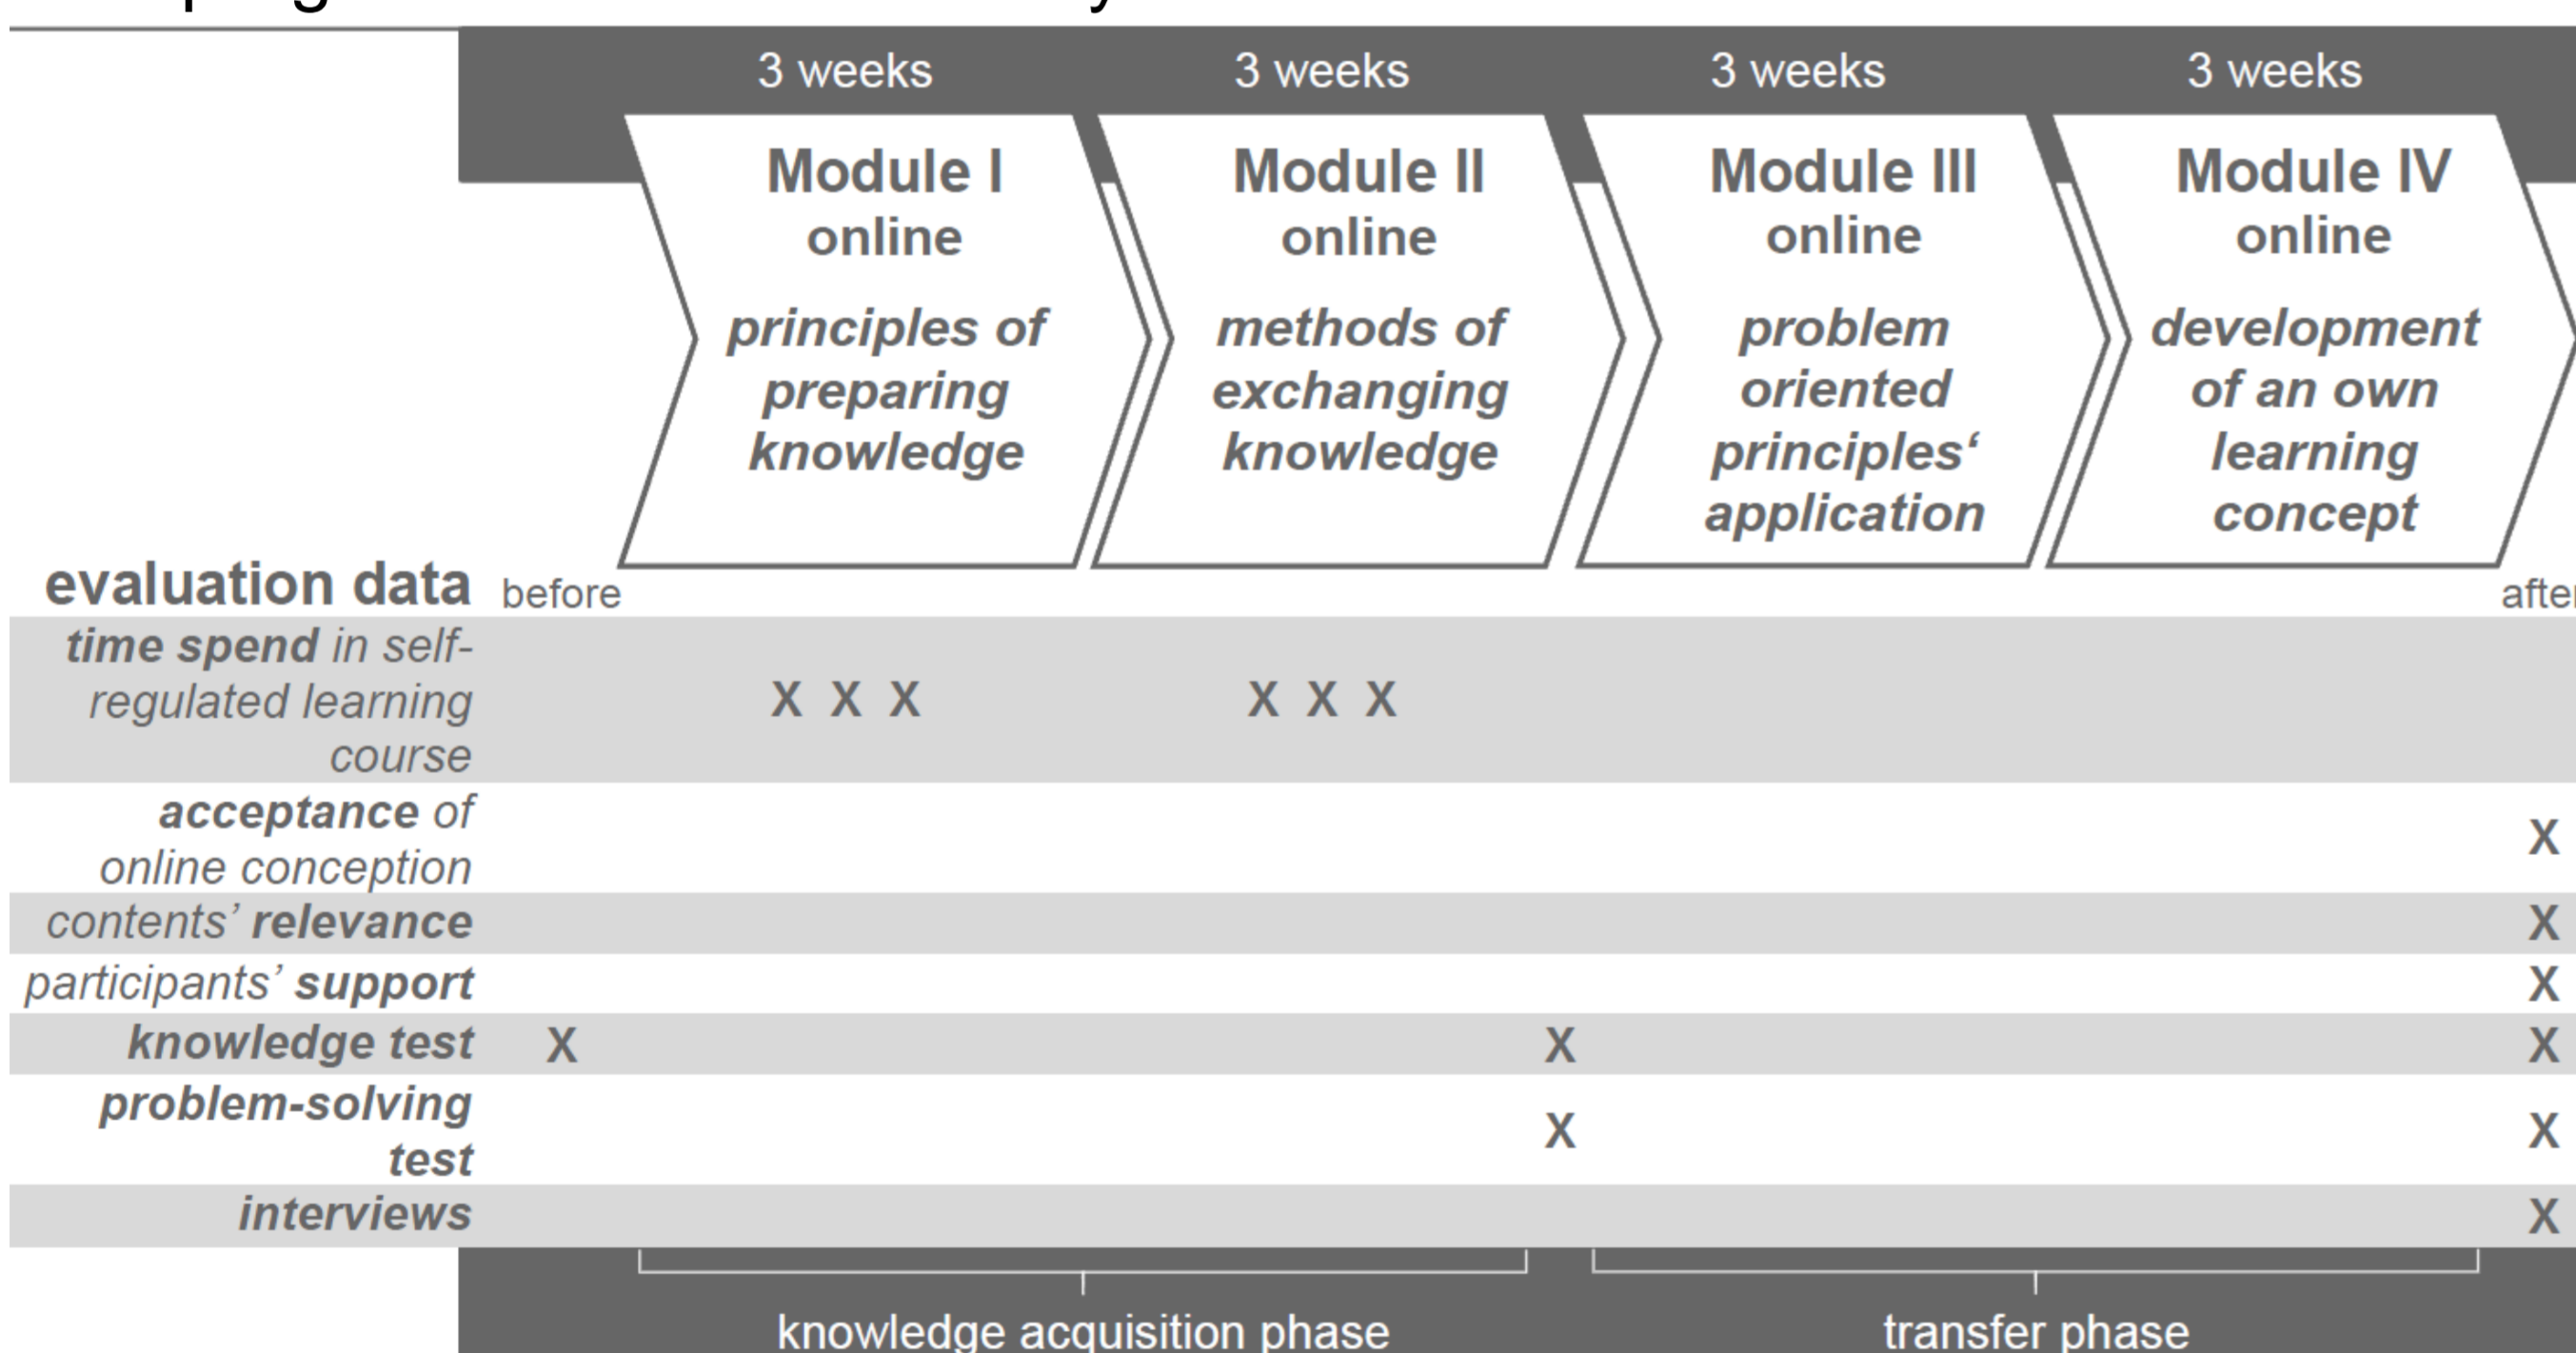 3 weeks 3 weeks 3 weeks 3 weeks
Module I
online
principles of
preparing
knowledge
Module II
online
methods of
exchanging
knowledge
Module III
online
problem
oriented
principles‘
application
Module IV
online
development
of an own
learning
concept
evaluation data before after
time spend in self-
regulated learning
course
X X X X X X
acceptance of
online conception
X
contents’ relevance X
participants’ support X
knowledge test X X X
problem-solving
test
X X
interviews X
knowledge acquisition phase transfer phase